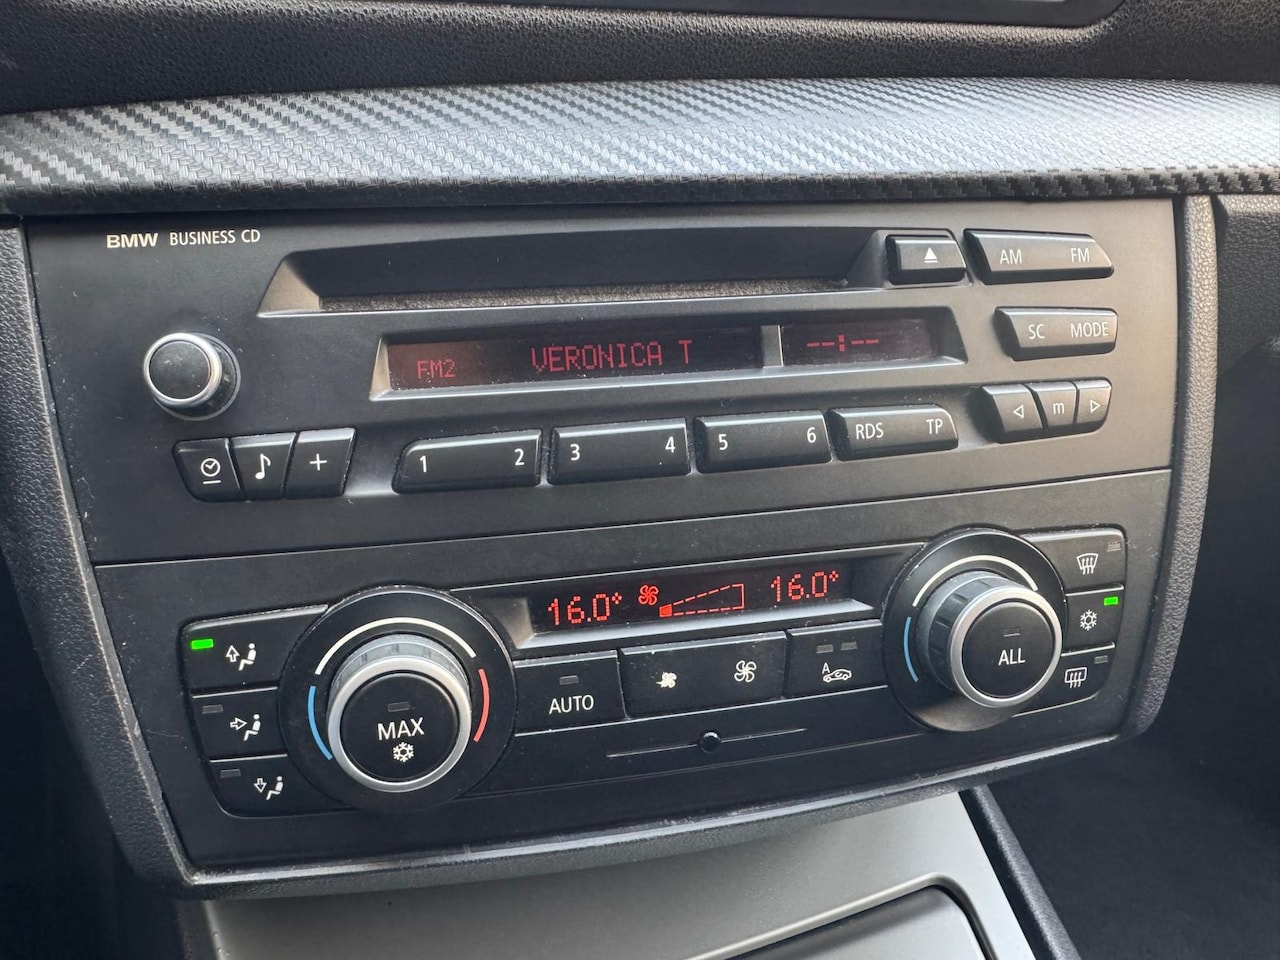 BMW BUSINESS CD
AM FM
FM2 VERONICA T --:--
SC MODE
m
1 2 3 4 5 6 RDS TP
16.0° 16.0°
MAX
AUTO
A
ALL